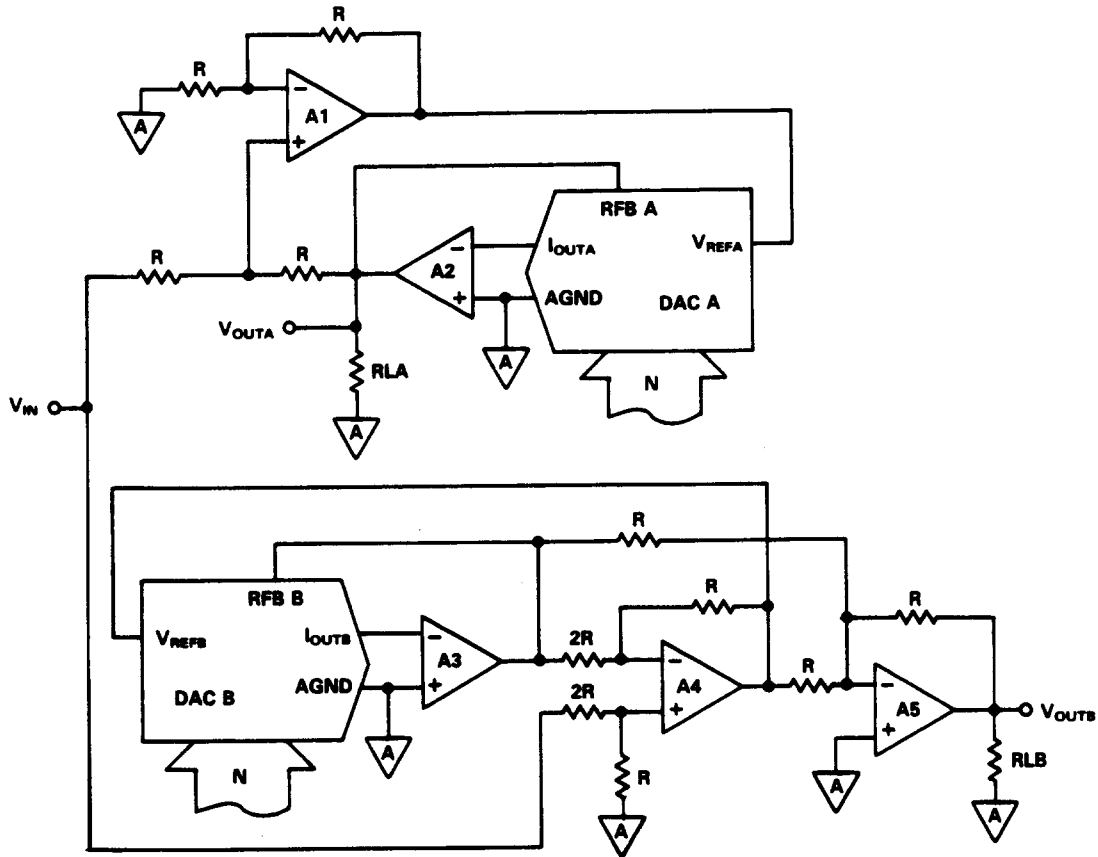 R
R
−
A1
+
A
RFB A
R
R
−
A2
+
IOUTA
VREFA
AGND
DAC A
VOUTA
RLA
A
A
N
VIN
R
RFB B
R
R
VREFB
IOUTB
−
A3
+
2R
−
A4
+
R
−
A5
+
VOUTB
DAC B
AGND
2R
A
N
R
A
RLB
A
A